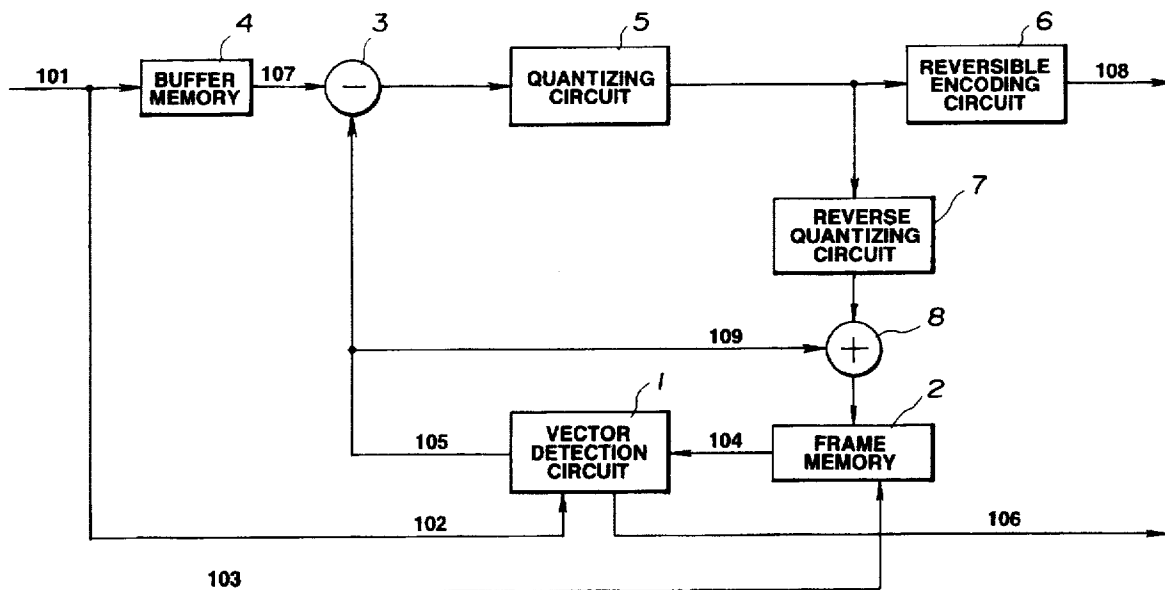 4
3
5
6
101
BUFFER
MEMORY
107
−
QUANTIZING
CIRCUIT
REVERSIBLE
ENCODING
CIRCUIT
108
7
REVERSE
QUANTIZING
CIRCUIT
109
8
+
1
2
105
VECTOR
DETECTION
CIRCUIT
104
FRAME
MEMORY
102
106
103